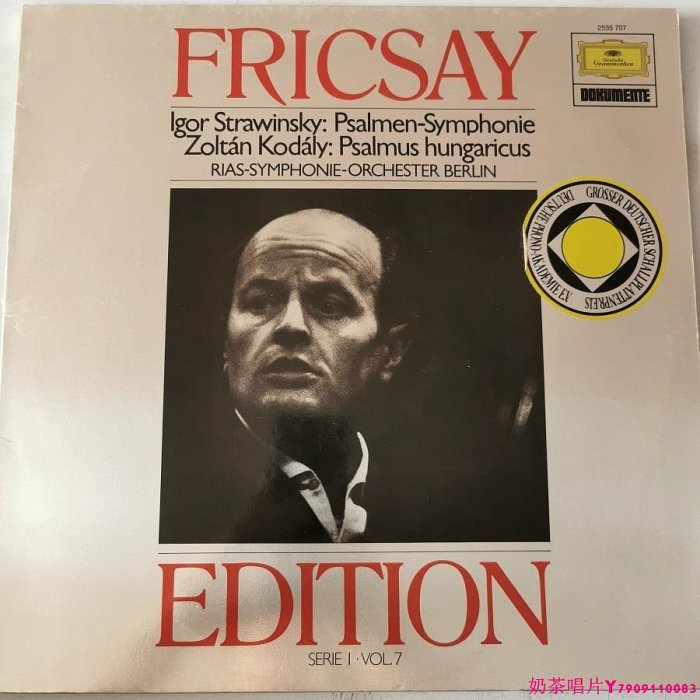 FRICSAY
2535 707
Deutsche
Grammophon
DOKUMENTE
Igor Strawinsky: Psalmen-Symphonie
Zoltán Kodály: Psalmus hungaricus
RIAS-SYMPHONIE-ORCHESTER BERLIN
GROSSER DEUTSCHER SCHALLPLATTENPREIS
DEUTSCHE PHONO-AKADEMIE E.V.
EDITION
SERIE I · VOL. 7
奶茶唱片Y7909110083